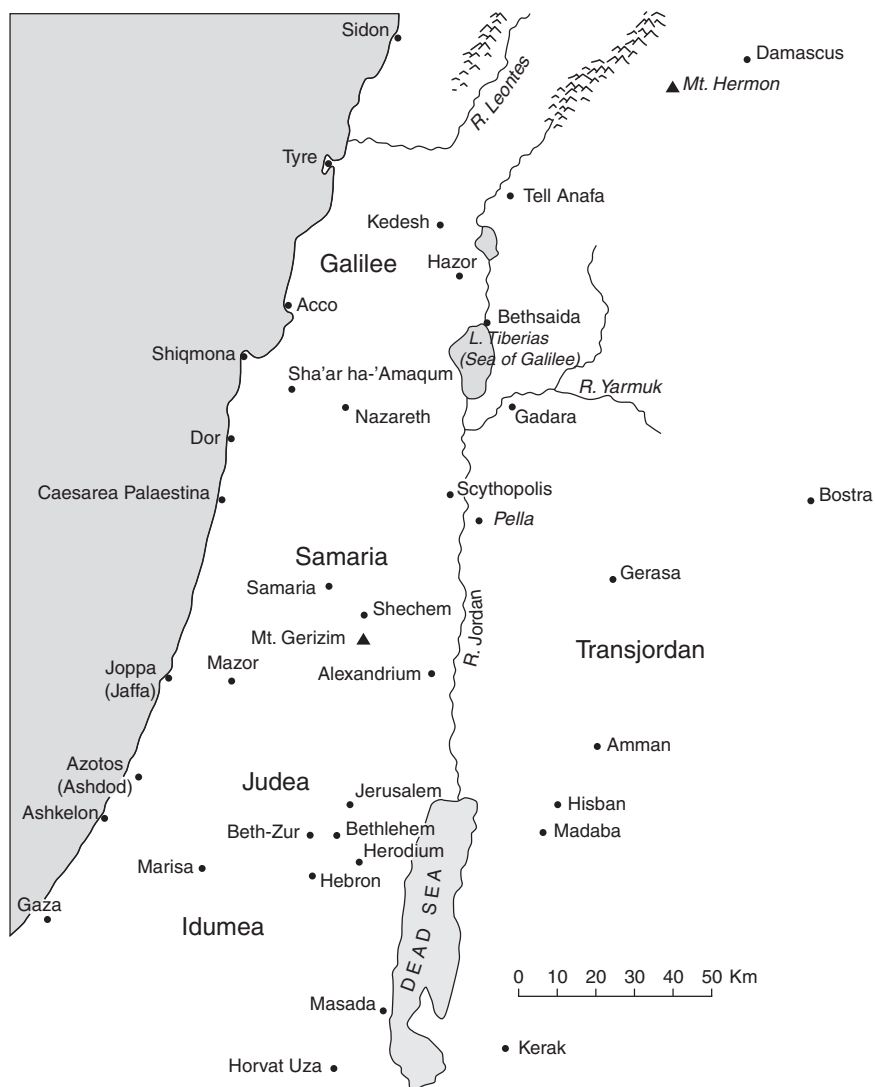 Sidon
Damascus
Mt. Hermon
R. Leontes
Tyre
Tell Anafa
Kedesh
Galilee
Hazor
Acco
Bethsaida
L. Tiberias
(Sea of Galilee)
Shiqmona
Sha'ar ha-'Amaqum
R. Yarmuk
Nazareth
Gadara
Dor
Caesarea Palaestina
Scythopolis
Bostra
Pella
Samaria
Samaria
Gerasa
Shechem
Mt. Gerizim
R. Jordan
Transjordan
Mazor
Joppa
(Jaffa)
Alexandrium
Amman
Azotos
(Ashdod)
Judea
Jerusalem
Hisban
Ashkelon
Beth-Zur
Bethlehem
Madaba
Herodium
Marisa
Hebron
Gaza
Idumea
DEAD SEA
0 10 20 30 40 50 Km
Masada
Kerak
Horvat Uza